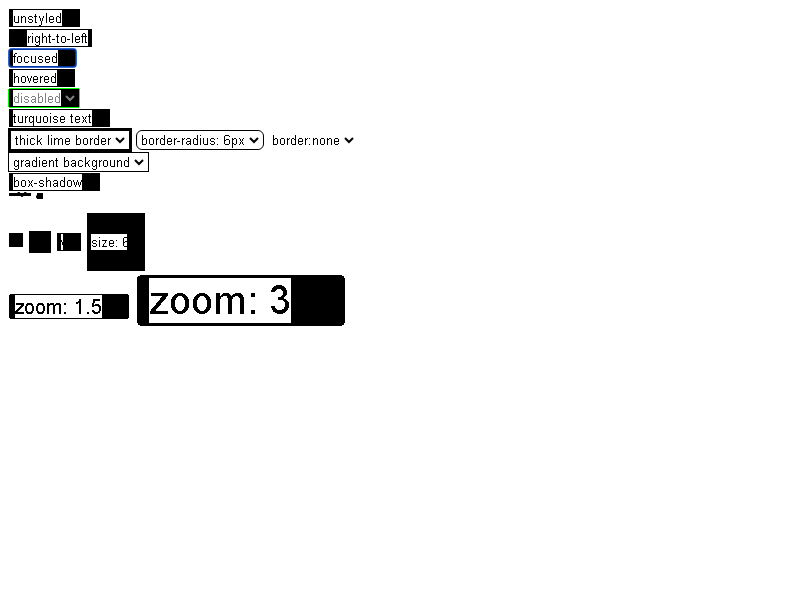 unstyled
right-to-left
focused
hovered
disabled
turquoise text
thick lime border border-radius: 6px border:none
gradient background
box-shadow
size: 6
zoom: 1.5 zoom: 3